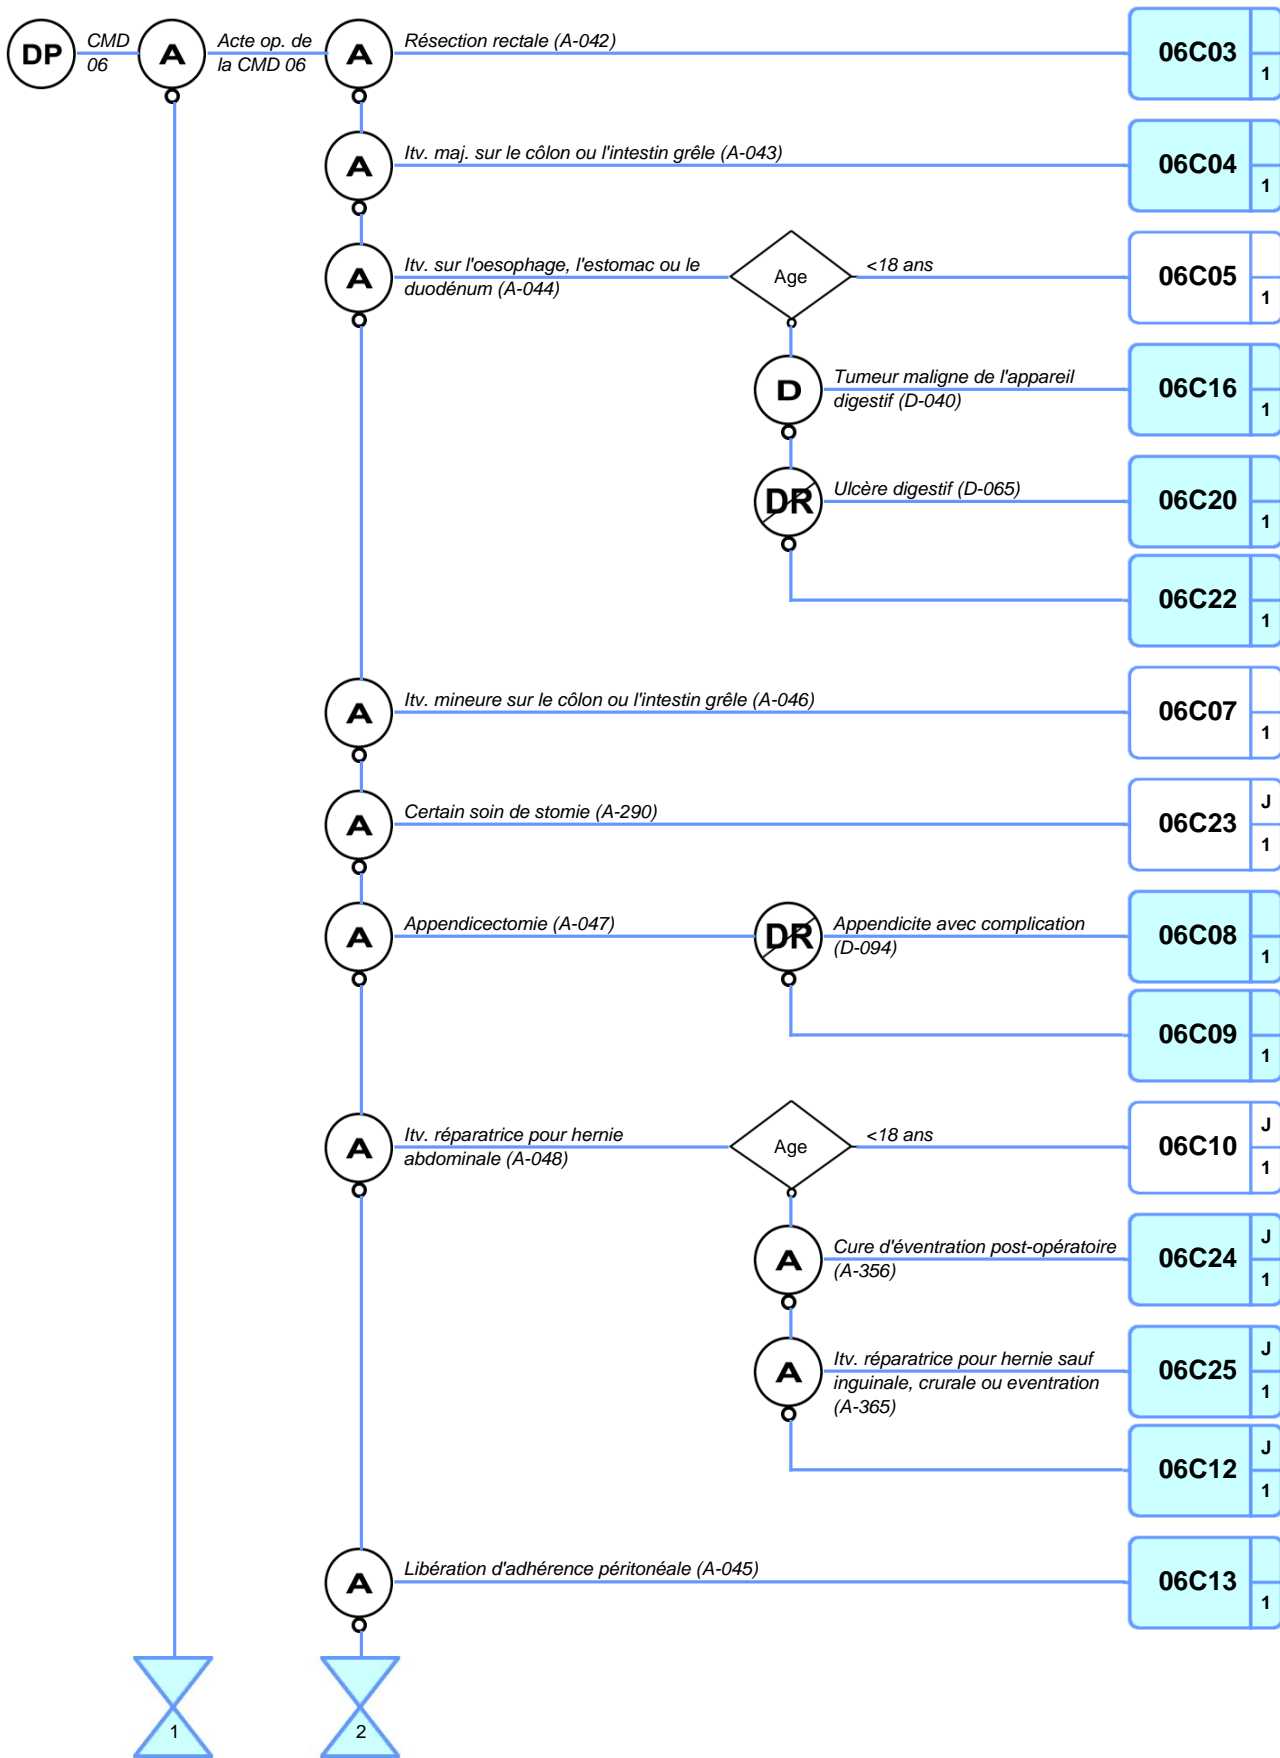 DP
CMD
06
A
Acte op. de
la CMD 06
A
Résection rectale (A-042)
06C03
1
A
Itv. maj. sur le côlon ou l'intestin grêle (A-043)
06C04
1
A
Itv. sur l'oesophage, l'estomac ou le
duodénum (A-044)
Age
<18 ans
06C05
1
D
Tumeur maligne de l'appareil
digestif (D-040)
06C16
1
DR
Ulcère digestif (D-065)
06C20
1
06C22
1
A
Itv. mineure sur le côlon ou l'intestin grêle (A-046)
06C07
1
A
Certain soin de stomie (A-290)
06C23
J
1
A
Appendicectomie (A-047)
DR
Appendicite avec complication
(D-094)
06C08
1
06C09
1
A
Itv. réparatrice pour hernie
abdominale (A-048)
Age
<18 ans
06C10
J
1
A
Cure d'éventration post-opératoire
(A-356)
06C24
J
1
A
Itv. réparatrice pour hernie sauf
inguinale, crurale ou eventration
(A-365)
06C25
J
1
06C12
J
1
A
Libération d'adhérence péritonéale (A-045)
06C13
1
1
2